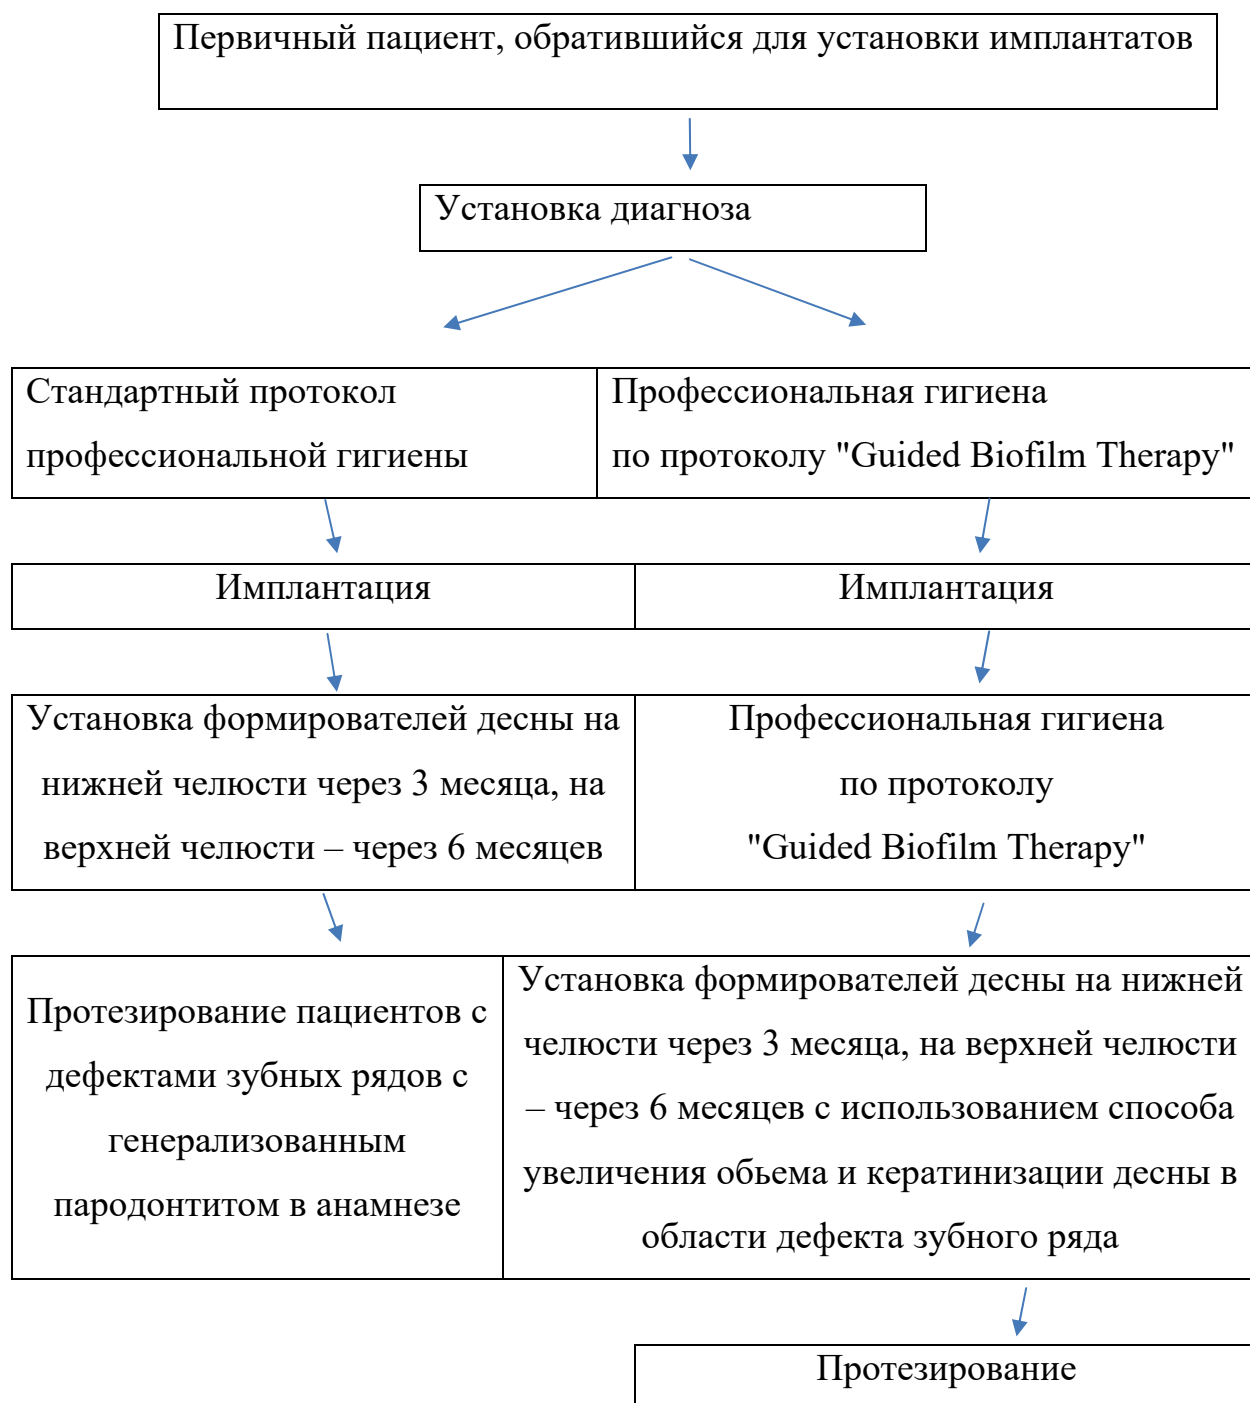 Первичный пациент, обратившийся для установки имплантатов
Установка диагноза
Стандартный протокол
профессиональной гигиены
Профессиональная гигиена
по протоколу "Guided Biofilm Therapy"
Имплантация
Имплантация
Установка формирователей десны на
нижней челюсти через 3 месяца, на
верхней челюсти – через 6 месяцев
Профессиональная гигиена
по протоколу
"Guided Biofilm Therapy"
Протезирование пациентов с
дефектами зубных рядов с
генерализованным
пародонтитом в анамнезе
Установка формирователей десны на нижней
челюсти через 3 месяца, на верхней челюсти
– через 6 месяцев с использованием способа
увеличения обьема и кератинизации десны в
области дефекта зубного ряда
Протезирование